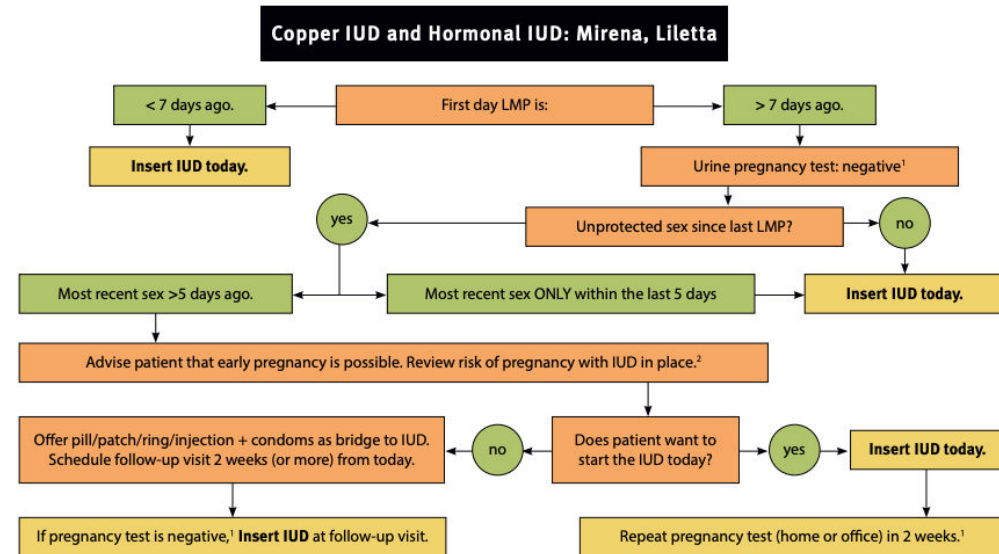 Copper IUD and Hormonal IUD: Mirena, Liletta
< 7 days ago.
First day LMP is:
> 7 days ago.
Insert IUD today.
Urine pregnancy test: negative¹
yes
Unprotected sex since last LMP?
no
Most recent sex >5 days ago.
Most recent sex ONLY within the last 5 days
Insert IUD today.
Advise patient that early pregnancy is possible. Review risk of pregnancy with IUD in place.²
Offer pill/patch/ring/injection + condoms as bridge to IUD.
Schedule follow-up visit 2 weeks (or more) from today.
no
Does patient want to
start the IUD today?
yes
Insert IUD today.
If pregnancy test is negative,¹ Insert IUD at follow-up visit.
Repeat pregnancy test (home or office) in 2 weeks.¹